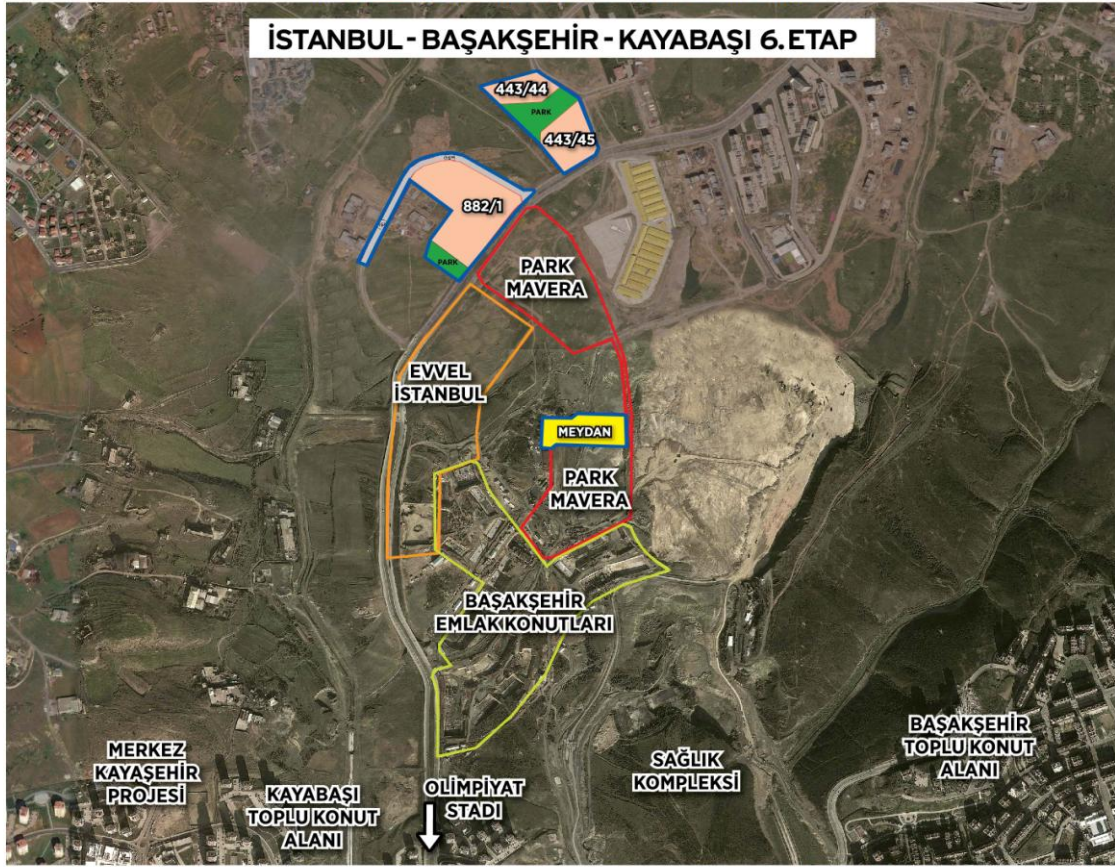 İSTANBUL - BAŞAKŞEHİR - KAYABAŞI 6.ETAP
443/44
PARK
443/45
882/1
PARK
PARK
MAVERA
EVVEL
İSTANBUL
MEYDAN
PARK
MAVERA
BAŞAKŞEHİR
EMLAK KONUTLARI
MERKEZ
KAYAŞEHİR
PROJESİ
KAYABAŞI
TOPLU KONUT
ALANI
OLİMPİYAT
STADI
SAĞLIK
KOMPLEKSİ
BAŞAKŞEHİR
TOPLU KONUT
ALANI